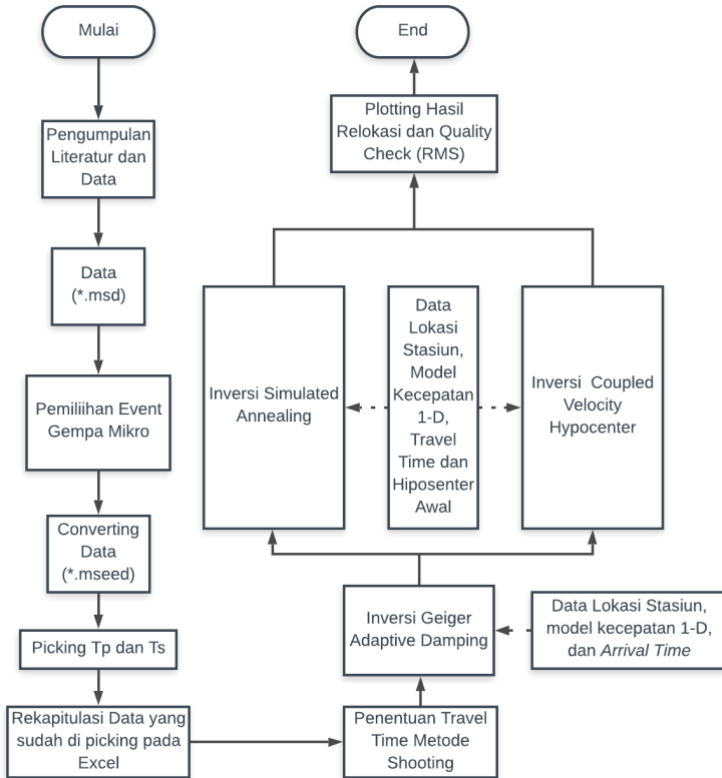 Mulai
Pengumpulan
Literatur dan
Data
Data
(*.msd)
Pemiliihan Event
Gempa Mikro
Converting
Data
(*.mseed)
Picking Tp dan Ts
Rekapitulasi Data yang
sudah di picking pada
Excel
Penentuan Travel
Time Metode
Shooting
Inversi Geiger
Adaptive Damping
Data Lokasi Stasiun,
model kecepatan 1-D,
dan Arrival Time
Inversi Simulated
Annealing
Data
Lokasi
Stasiun,
Model
Kecepatan
1-D,
Travel
Time dan
Hiposenter
Awal
Inversi Coupled
Velocity
Hypocenter
Plotting Hasil
Relokasi dan Quality
Check (RMS)
End